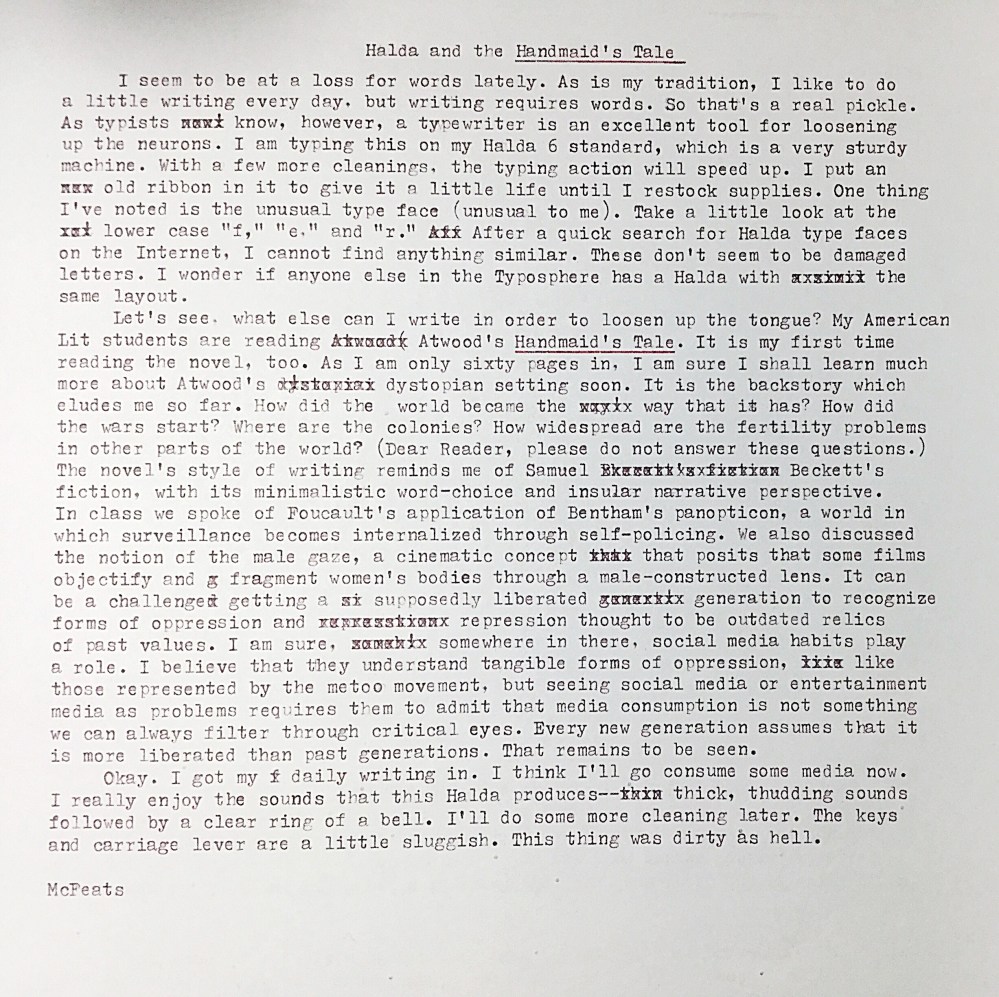 Halda and the Handmaid's Tale
I seem to be at a loss for words lately. As is my tradition, I like to do
a little writing every day. but writing requires words. So that's a real pickle.
As typists know, however, a typewriter is an excellent tool for loosening
up the neurons. I am typing this on my Halda 6 standard, which is a very sturdy
machine. With a few more cleanings, the typing action will speed up. I put an
old ribbon in it to give it a little life until I restock supplies. One thing
I've noted is the unusual type face (unusual to me). Take a little look at the
lower case "f," "e," and "r." After a quick search for Halda type faces
on the Internet, I cannot find anything similar. These don't seem to be damaged
letters. I wonder if anyone else in the Typosphere has a Halda with the
same layout.
Let's see, what else can I write in order to loosen up the tongue? My American
Lit students are reading Atwood's Handmaid's Tale. It is my first time
reading the novel, too. As I am only sixty pages in, I am sure I shall learn much
more about Atwood's dystopian setting soon. It is the backstory which
eludes me so far. How did the world became the way that it has? How did
the wars start? Where are the colonies? How widespread are the fertility problems
in other parts of the world? (Dear Reader, please do not answer these questions.)
The novel's style of writing reminds me of Samuel Beckett's
fiction, with its minimalistic word-choice and insular narrative perspective.
In class we spoke of Foucault's application of Bentham's panopticon, a world in
which surveillance becomes internalized through self-policing. We also discussed
the notion of the male gaze, a cinematic concept that posits that some films
objectify and fragment women's bodies through a male-constructed lens. It can
be a challenge getting a supposedly liberated generation to recognize
forms of oppression and repression thought to be outdated relics
of past values. I am sure, somewhere in there, social media habits play
a role. I believe that they understand tangible forms of oppression, like
those represented by the metoo movement, but seeing social media or entertainment
media as problems requires them to admit that media consumption is not something
we can always filter through critical eyes. Every new generation assumes that it
is more liberated than past generations. That remains to be seen.
Okay. I got my daily writing in. I think I'll go consume some media now.
I really enjoy the sounds that this Halda produces--thick, thudding sounds
followed by a clear ring of a bell. I'll do some more cleaning later. The keys
and carriage lever are a little sluggish. This thing was dirty as hell.
McFeats